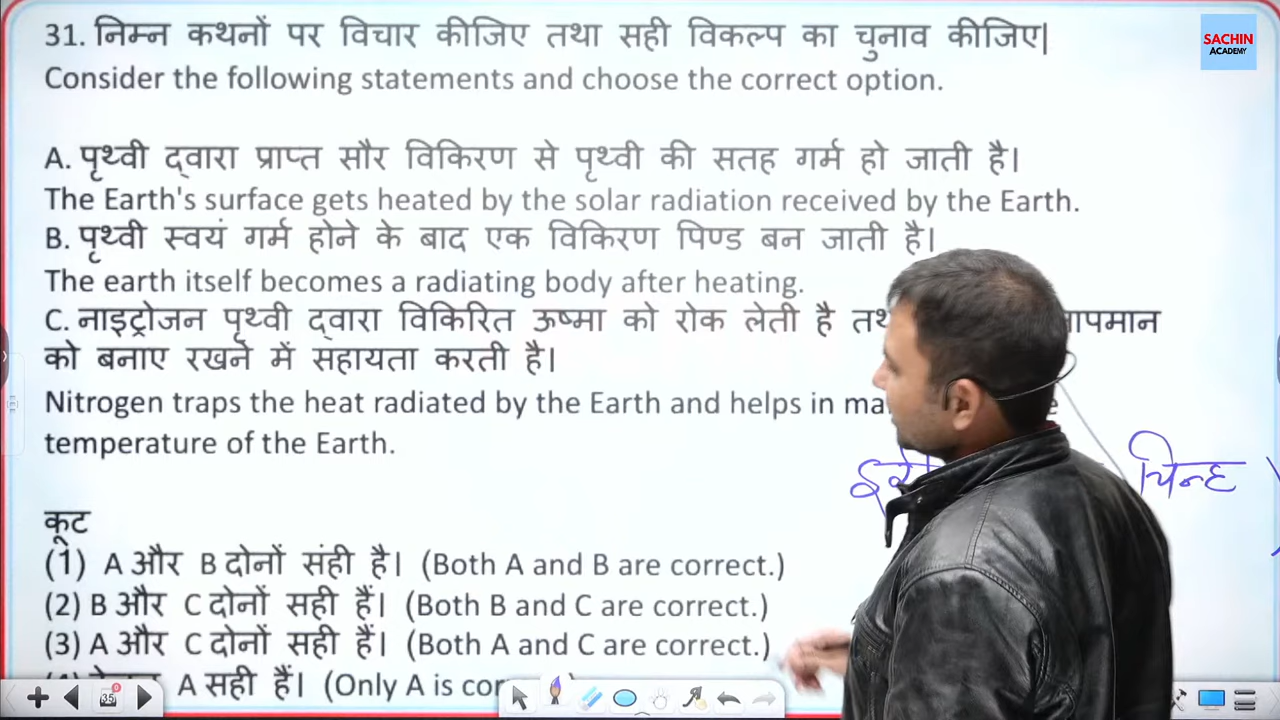 31. निम्न कथनों पर विचार कीजिए तथा सही विकल्प का चुनाव कीजिए|
SACHIN
ACADEMY
Consider the following statements and choose the correct option.
A. पृथ्वी द्वारा प्राप्त सौर विकिरण से पृथ्वी की सतह गर्म हो जाती है।
The Earth's surface gets heated by the solar radiation received by the Earth.
B. पृथ्वी स्वयं गर्म होने के बाद एक विकिरण पिण्ड बन जाती है।
The earth itself becomes a radiating body after heating.
C. नाइट्रोजन पृथ्वी द्वारा विकिरित ऊष्मा को रोक लेती है
को बनाए रखने में सहायता करती है।
Nitrogen traps the heat radiated by the Earth and helps in
temperature of the Earth.
चिन्ह
कूट
(1) A और B दोनों संही है। (Both A and B are correct.)
(2) B और C दोनों सही हैं। (Both B and C are correct.)
(3) A और C दोनों सही हैं। (Both A and C are correct.)
A सही हैं। (Only A is
35